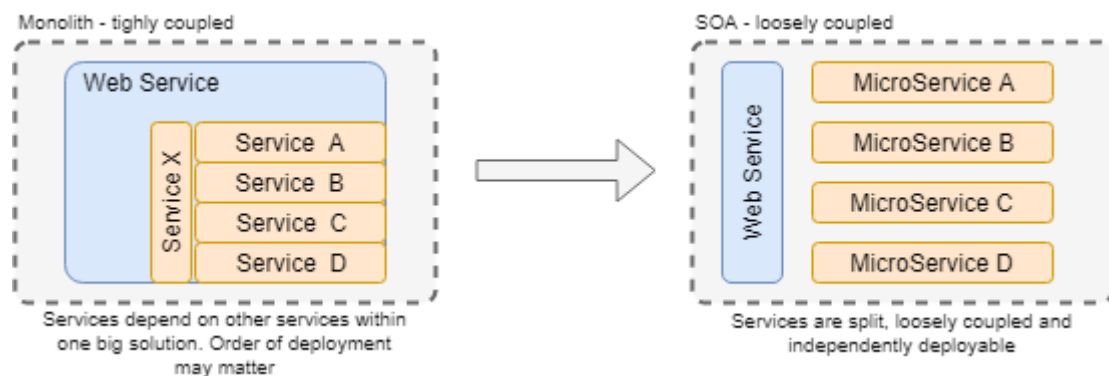 Monolith - tighly coupled
Web Service
Service X
Service A
Service B
Service C
Service D
Services depend on other services within
one big solution. Order of deployment
may matter
SOA - loosely coupled
Web Service
MicroService A
MicroService B
MicroService C
MicroService D
Services are split, loosely coupled and
independently deployable